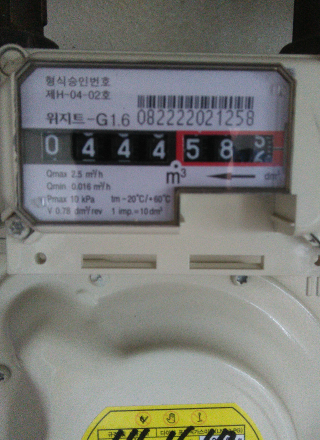 형식승인번호
제H-04-02호
위지트-G1.6 082222021258
0 4 4 4 5 8
m³ dm³
Qmax 2.5 m³/h
Qmin 0.016 m³/h
Pmax 10 kPa tm -20°C/+60°C
V 0.78 dm³/rev 1 imp.=10dm³